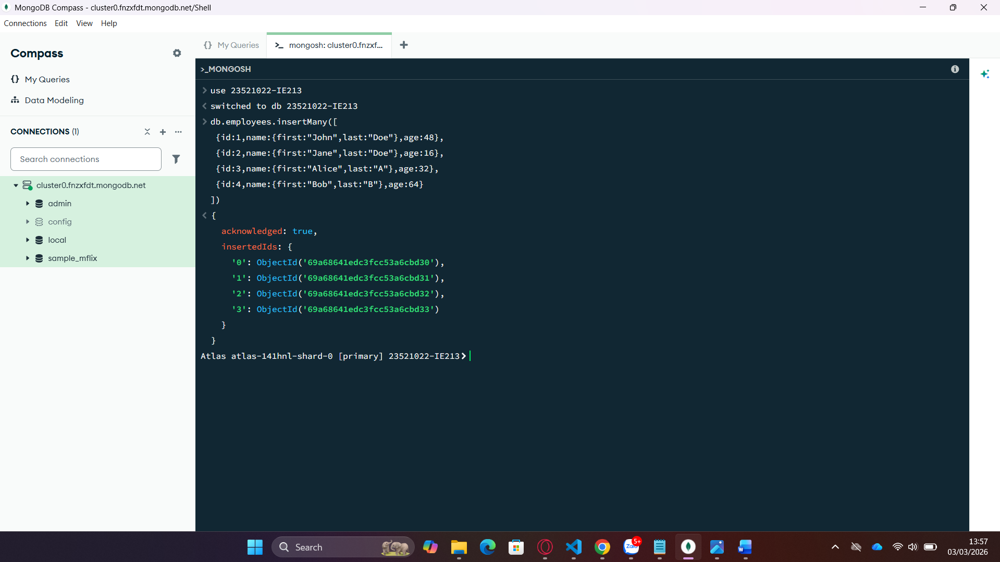 MongoDB Compass - cluster0.fnzxfdt.mongodb.net/Shell
Connections Edit View Help
Compass
My Queries
Data Modeling
CONNECTIONS (1)
Search connections
cluster0.fnzxfdt.mongodb.net
admin
config
local
sample_mflix
{} My Queries
>_ mongosh: cluster0.fnzxf...
>_MONGOSH
> use 23521022-IE213
< switched to db 23521022-IE213
> db.employees.insertMany([
{id:1,name:{first:"John",last:"Doe"},age:48},
{id:2,name:{first:"Jane",last:"Doe"},age:16},
{id:3,name:{first:"Alice",last:"A"},age:32},
{id:4,name:{first:"Bob",last:"B"},age:64}
])
< {
acknowledged: true,
insertedIds: {
'0': ObjectId('69a68641edc3fcc53a6cbd30'),
'1': ObjectId('69a68641edc3fcc53a6cbd31'),
'2': ObjectId('69a68641edc3fcc53a6cbd32'),
'3': ObjectId('69a68641edc3fcc53a6cbd33')
}
}
Atlas atlas-141hnl-shard-0 [primary] 23521022-IE213>
Search
Zalo
5+
W
13:57
03/03/2026